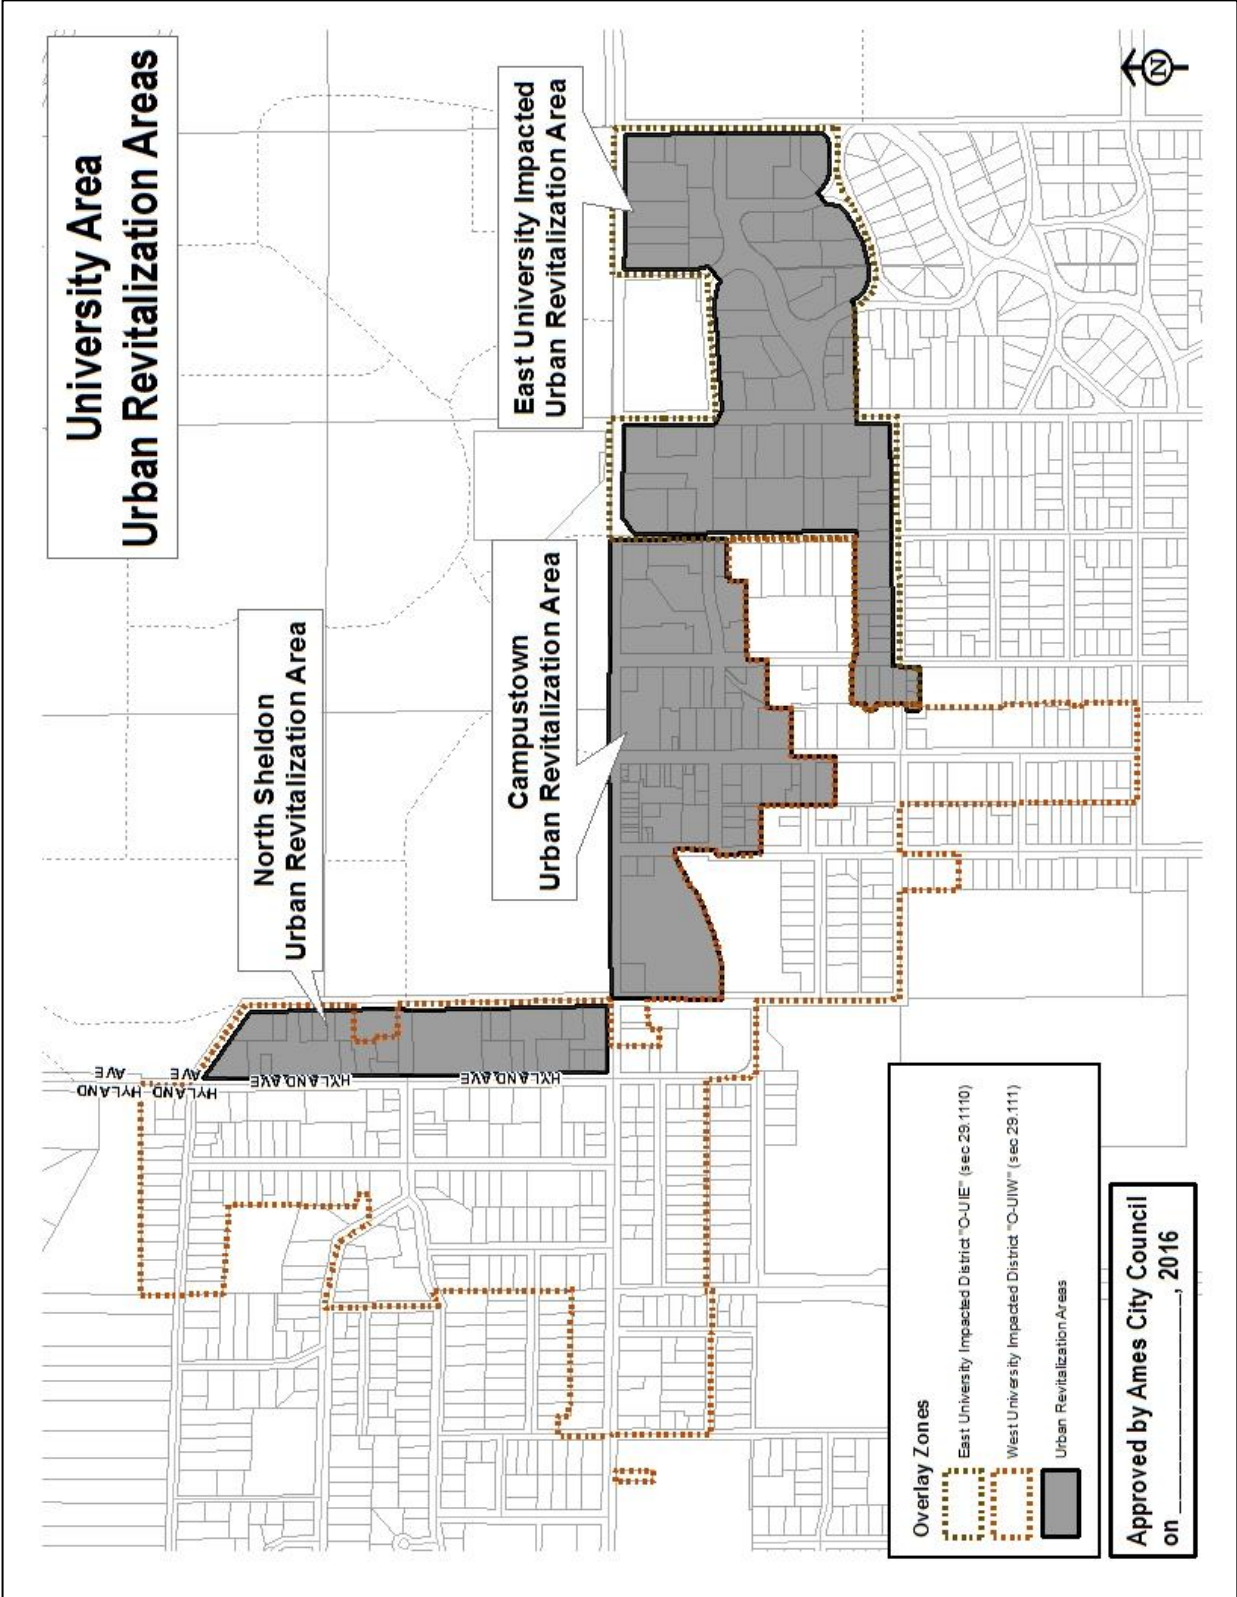 University Area
Urban Revitalization Areas
East University Impacted
Urban Revitalization Area
North Sheldon
Urban Revitalization Area
Campustown
Urban Revitalization Area
HYLAND AVE
HYLAND AVE
HYLAND AVE
HYLAND AVE
Overlay Zones
East University Impacted District "O-UIE" (sec 29.1110)
West University Impacted District "O-UIW" (sec 29.111)
Urban Revitalization Areas
Approved by Ames City Council
on ______________, 2016
N